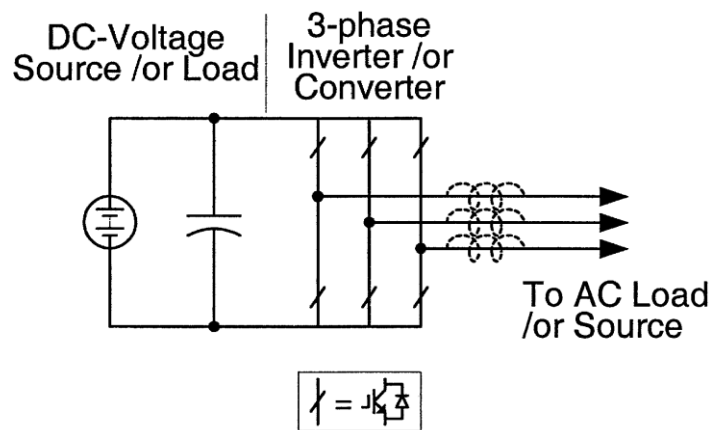 DC-Voltage
Source /or Load
3-phase
Inverter /or
Converter
To AC Load
/or Source
=